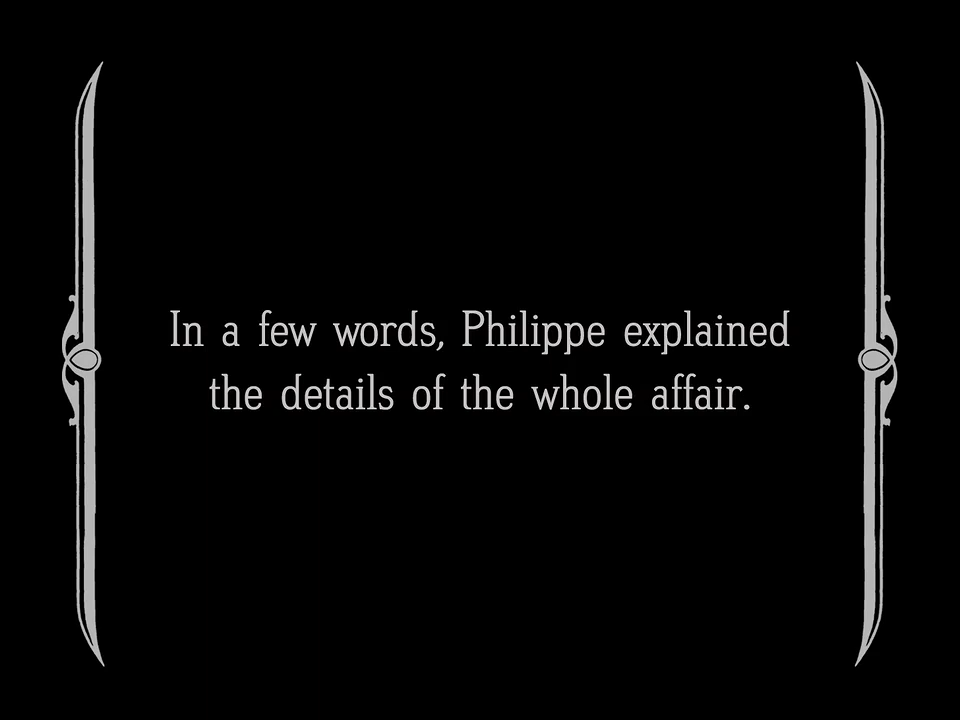 In a few words, Philippe explained
the details of the whole affair.